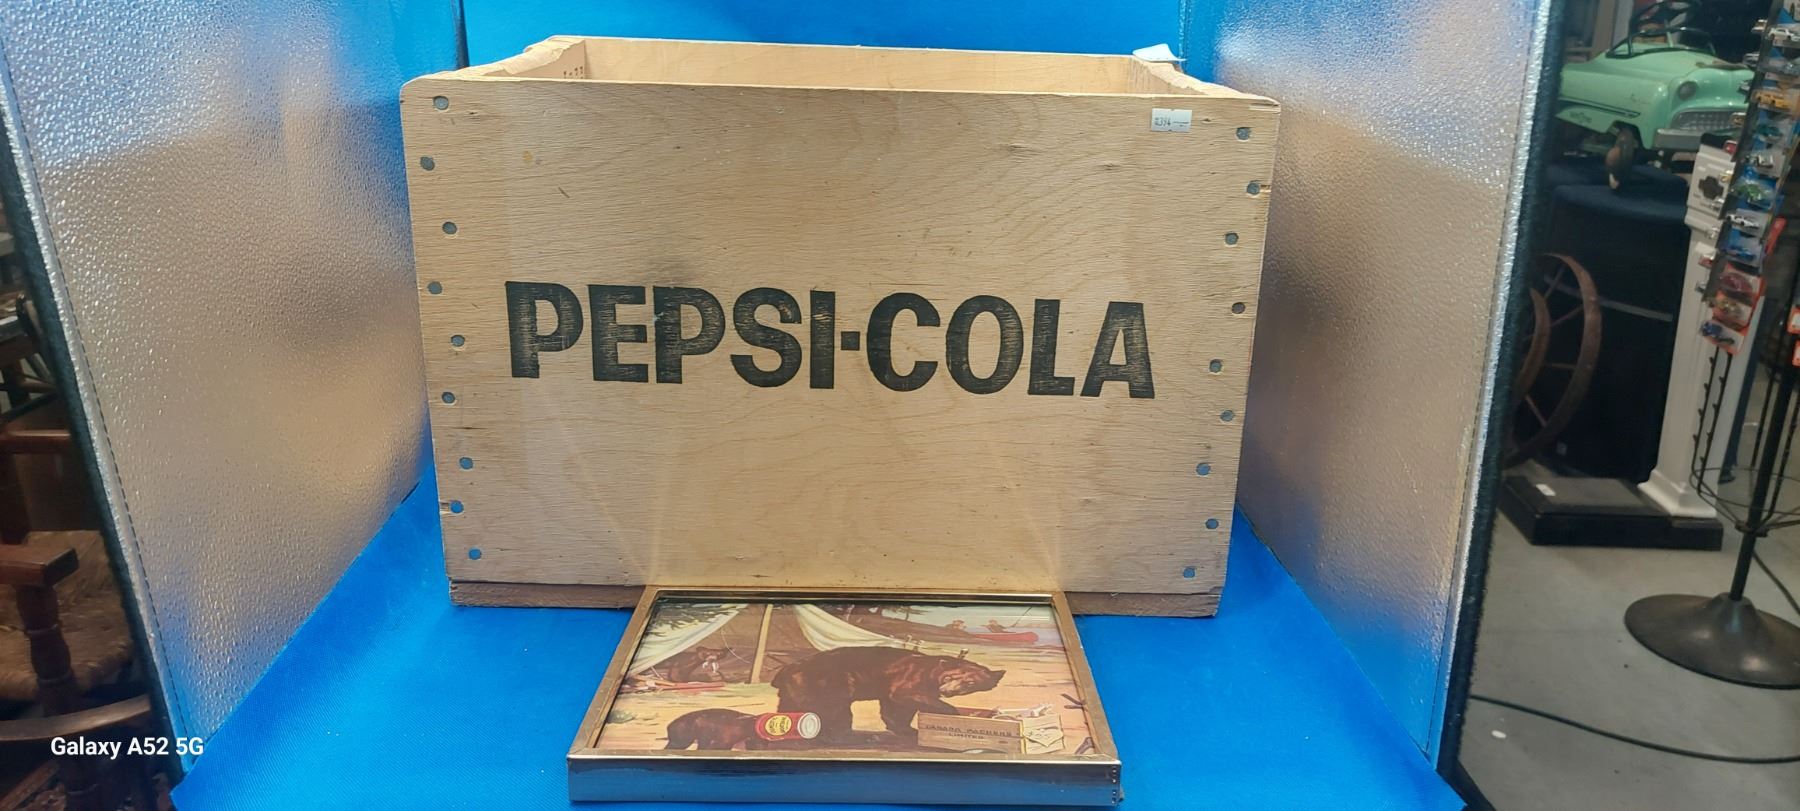 PEPSI·COLA
CANADA PACKERS
LIMITED
Galaxy A52 5G